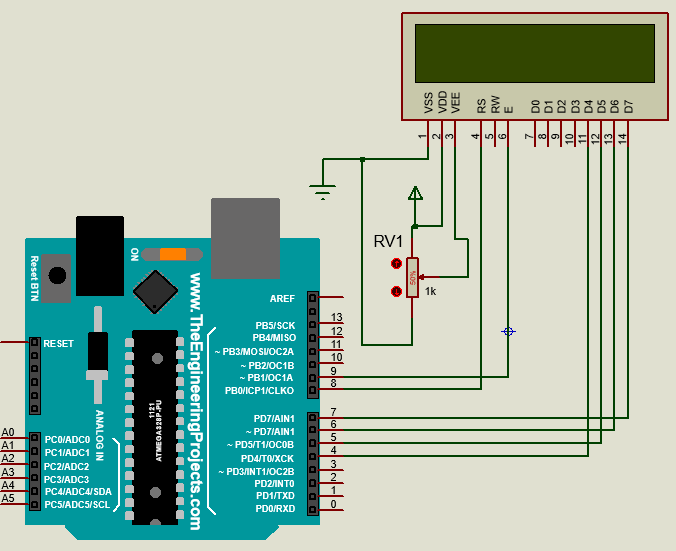 VSS
VDD
VEE
RS
RW
E
D0
D1
D2
D3
D4
D5
D6
D7
1
2
3
4
5
6
7
8
9
10
11
12
13
14
RV1
50%
1k
ON
Reset BTN
www.TheEngineeringProjects.com
RESET
ANALOG IN
1121
ATMEGA328P-PU
AREF
PB5/SCK 13
PB4/MISO 12
~ PB3/MOSI/OC2A 11
~ PB2/OC1B 10
~ PB1/OC1A 9
PB0/ICP1/CLKO 8
PD7/AIN1 7
~ PD7/AIN1 6
~ PD5/T1/OC0B 5
PD4/T0/XCK 4
~ PD3/INT1/OC2B 3
PD2/INT0 2
PD1/TXD 1
PD0/RXD 0
A0 PC0/ADC0
A1 PC1/ADC1
A2 PC2/ADC2
A3 PC3/ADC3
A4 PC4/ADC4/SDA
A5 PC5/ADC5/SCL